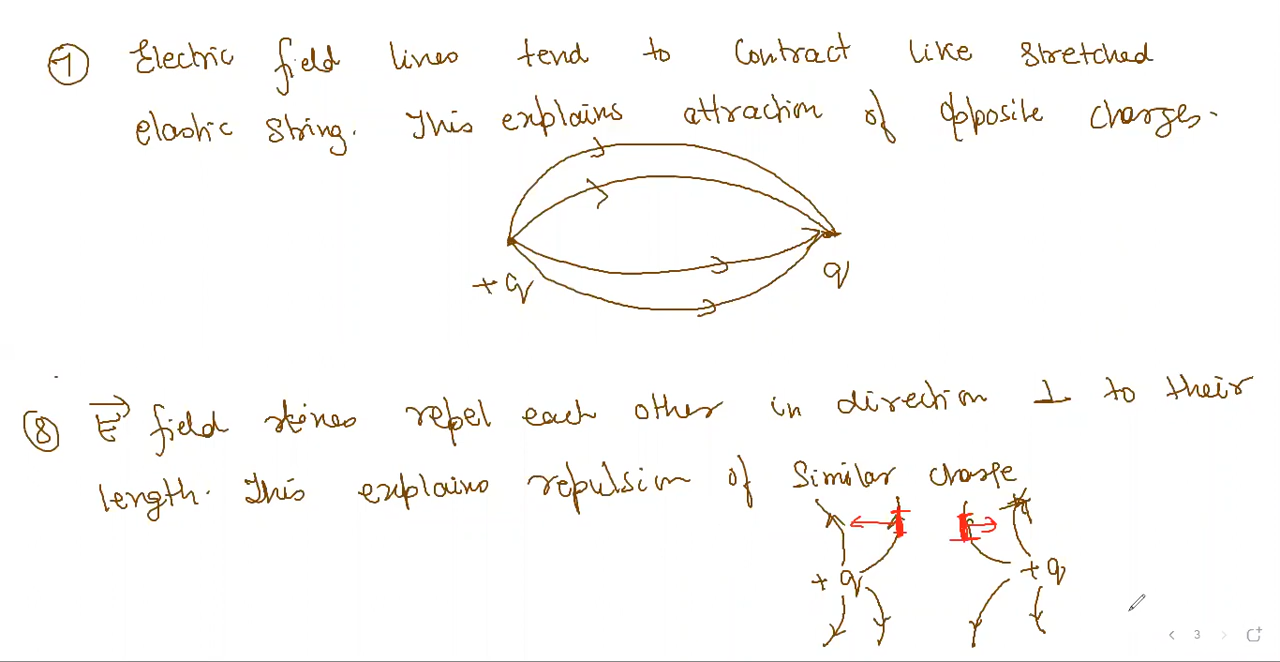 ⑦ Electric field lines tend to contract like stretched
elastic string. This explains attraction of opposite charges.
+q
q
⑧ E⃗ field lines repel each other in direction ⊥ to their
length. This explains repulsion of similar charge
+q
+q
3